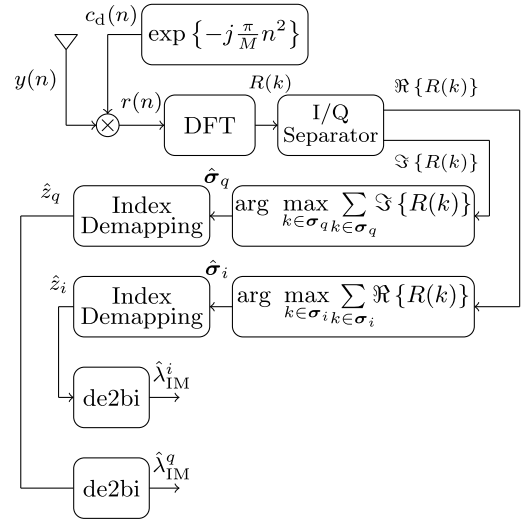 c_d(n)
exp {−j π/M n²}
y(n)
r(n)
R(k)
ℜ {R(k)}
DFT
I/Q
Separator
ℑ {R(k)}
ẑ_q
Index
Demapping
σ̂_q
arg max_{k∈σ_q} ∑_{k∈σ_q} ℑ {R(k)}
ẑ_i
Index
Demapping
σ̂_i
arg max_{k∈σ_i} ∑_{k∈σ_i} ℜ {R(k)}
de2bi
λ̂^i_IM
de2bi
λ̂^q_IM